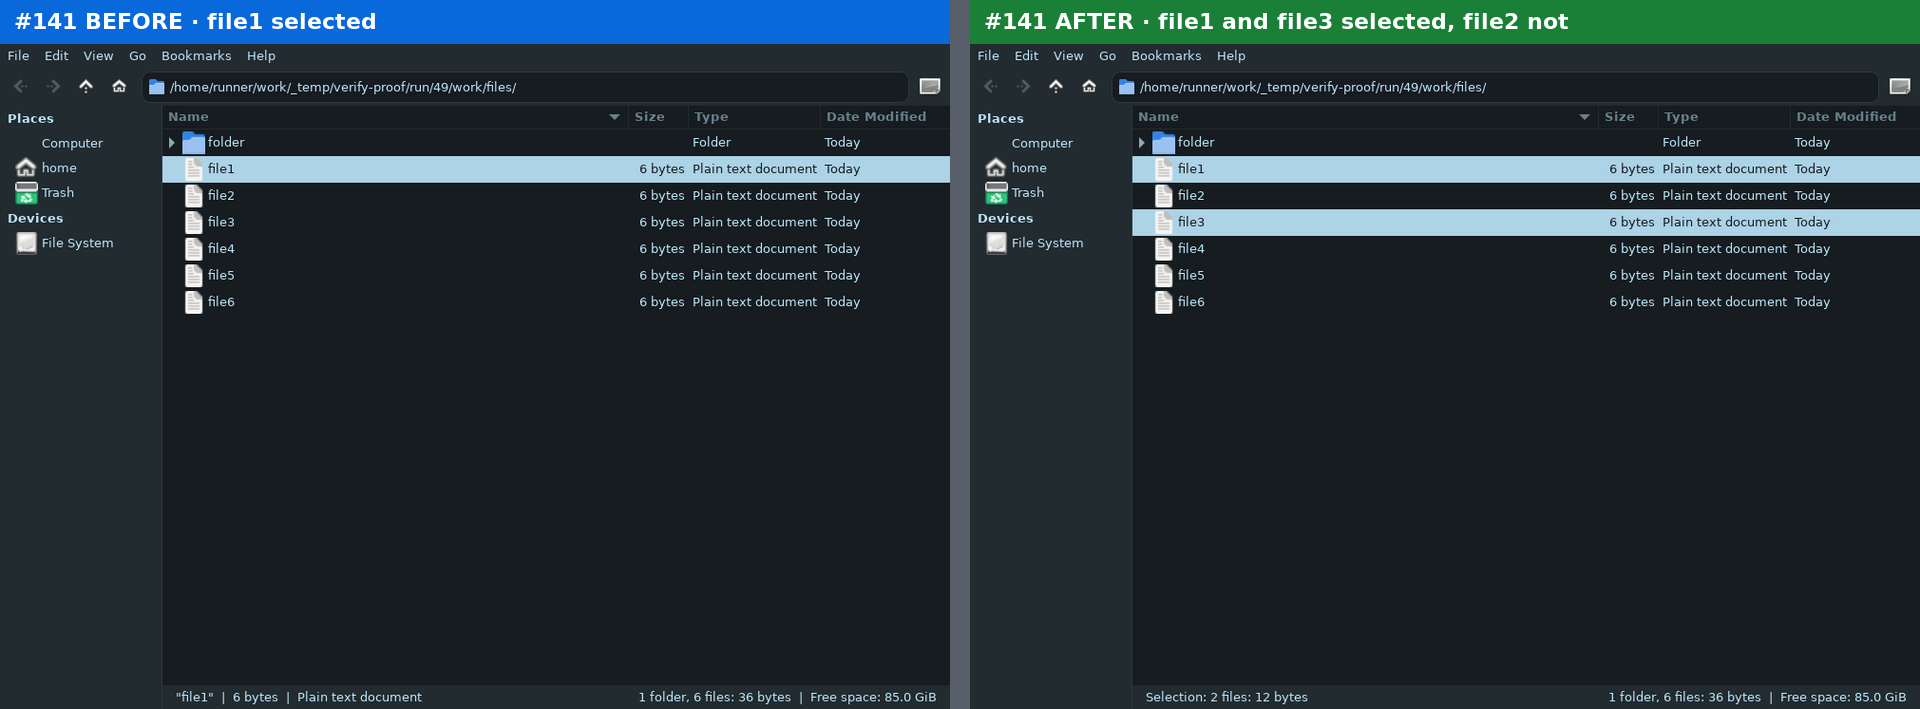 #141 BEFORE · file1 selected
File Edit View Go Bookmarks Help
/home/runner/work/_temp/verify-proof/run/49/work/files/
Places
Computer
home
Trash
Devices
File System
Name Size Type Date Modified
folder Folder Today
file1 6 bytes Plain text document Today
file2 6 bytes Plain text document Today
file3 6 bytes Plain text document Today
file4 6 bytes Plain text document Today
file5 6 bytes Plain text document Today
file6 6 bytes Plain text document Today
"file1" | 6 bytes | Plain text document 1 folder, 6 files: 36 bytes | Free space: 85.0 GiB
#141 AFTER · file1 and file3 selected, file2 not
File Edit View Go Bookmarks Help
/home/runner/work/_temp/verify-proof/run/49/work/files/
Places
Computer
home
Trash
Devices
File System
Name Size Type Date Modified
folder Folder Today
file1 6 bytes Plain text document Today
file2 6 bytes Plain text document Today
file3 6 bytes Plain text document Today
file4 6 bytes Plain text document Today
file5 6 bytes Plain text document Today
file6 6 bytes Plain text document Today
Selection: 2 files: 12 bytes 1 folder, 6 files: 36 bytes | Free space: 85.0 GiB